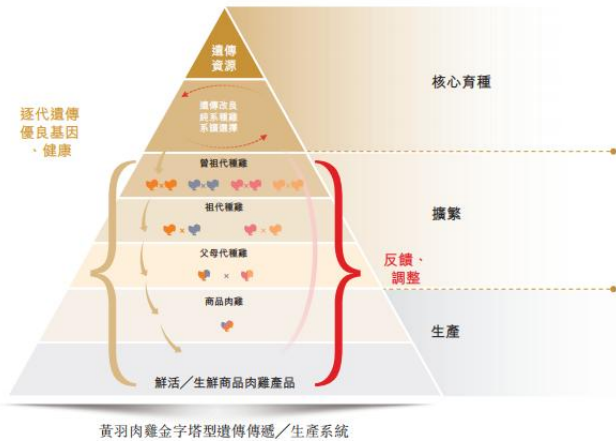 遺傳
資源
遺傳改良
純系種雞
系譜選擇
核心育種
逐代遺傳
優良基因
、健康
曾祖代種雞
× × × ×
祖代種雞
× ×
擴繁
父母代種雞
×
反饋、
調整
商品肉雞
生產
鮮活／生鮮商品肉雞產品
黃羽肉雞金字塔型遺傳傳遞／生產系統